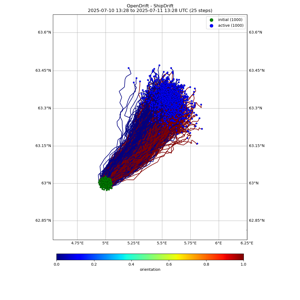 OpenDrift - ShipDrift
2025-07-10 13:28 to 2025-07-11 13:28 UTC (25 steps)
initial (1000)
active (1000)
63.6°N 63.6°N
63.45°N 63.45°N
63.3°N 63.3°N
63.15°N 63.15°N
63°N 63°N
62.85°N 62.85°N
4.75°E 5°E 5.25°E 5.5°E 5.75°E 6°E 6.25°E
0.0 0.2 0.4 0.6 0.8 1.0
orientation